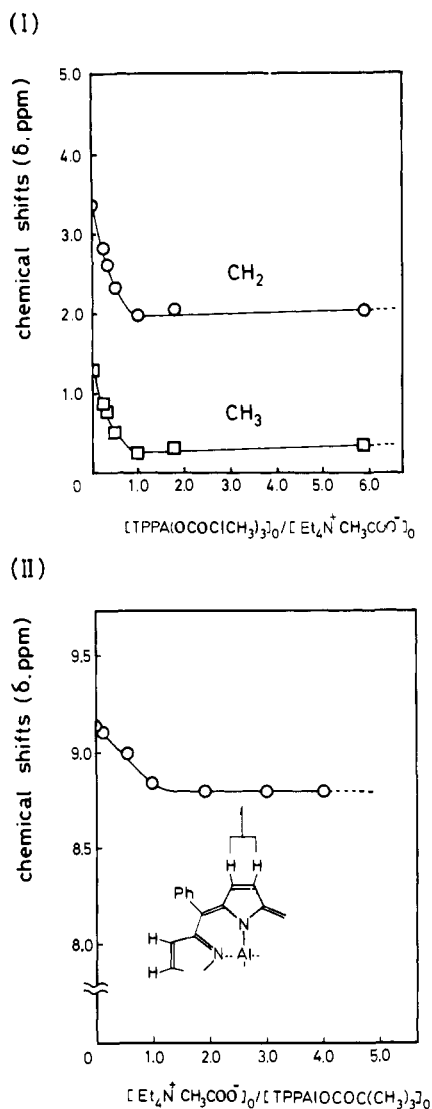 (I)
chemical shifts (δ, ppm)
5.0
4.0
3.0
2.0
1.0
CH₂
CH₃
0 1.0 2.0 3.0 4.0 5.0 6.0
[TPPAlOCOC(CH₃)₃]₀/[Et₄N⁺CH₃COO⁻]₀
(II)
chemical shifts (δ, ppm)
9.5
9.0
8.5
8.0
H H
Ph
N
H
N Al
H
0 1.0 2.0 3.0 4.0 5.0
[Et₄N⁺CH₃COO⁻]₀/[TPPAlOCOC(CH₃)₃]₀